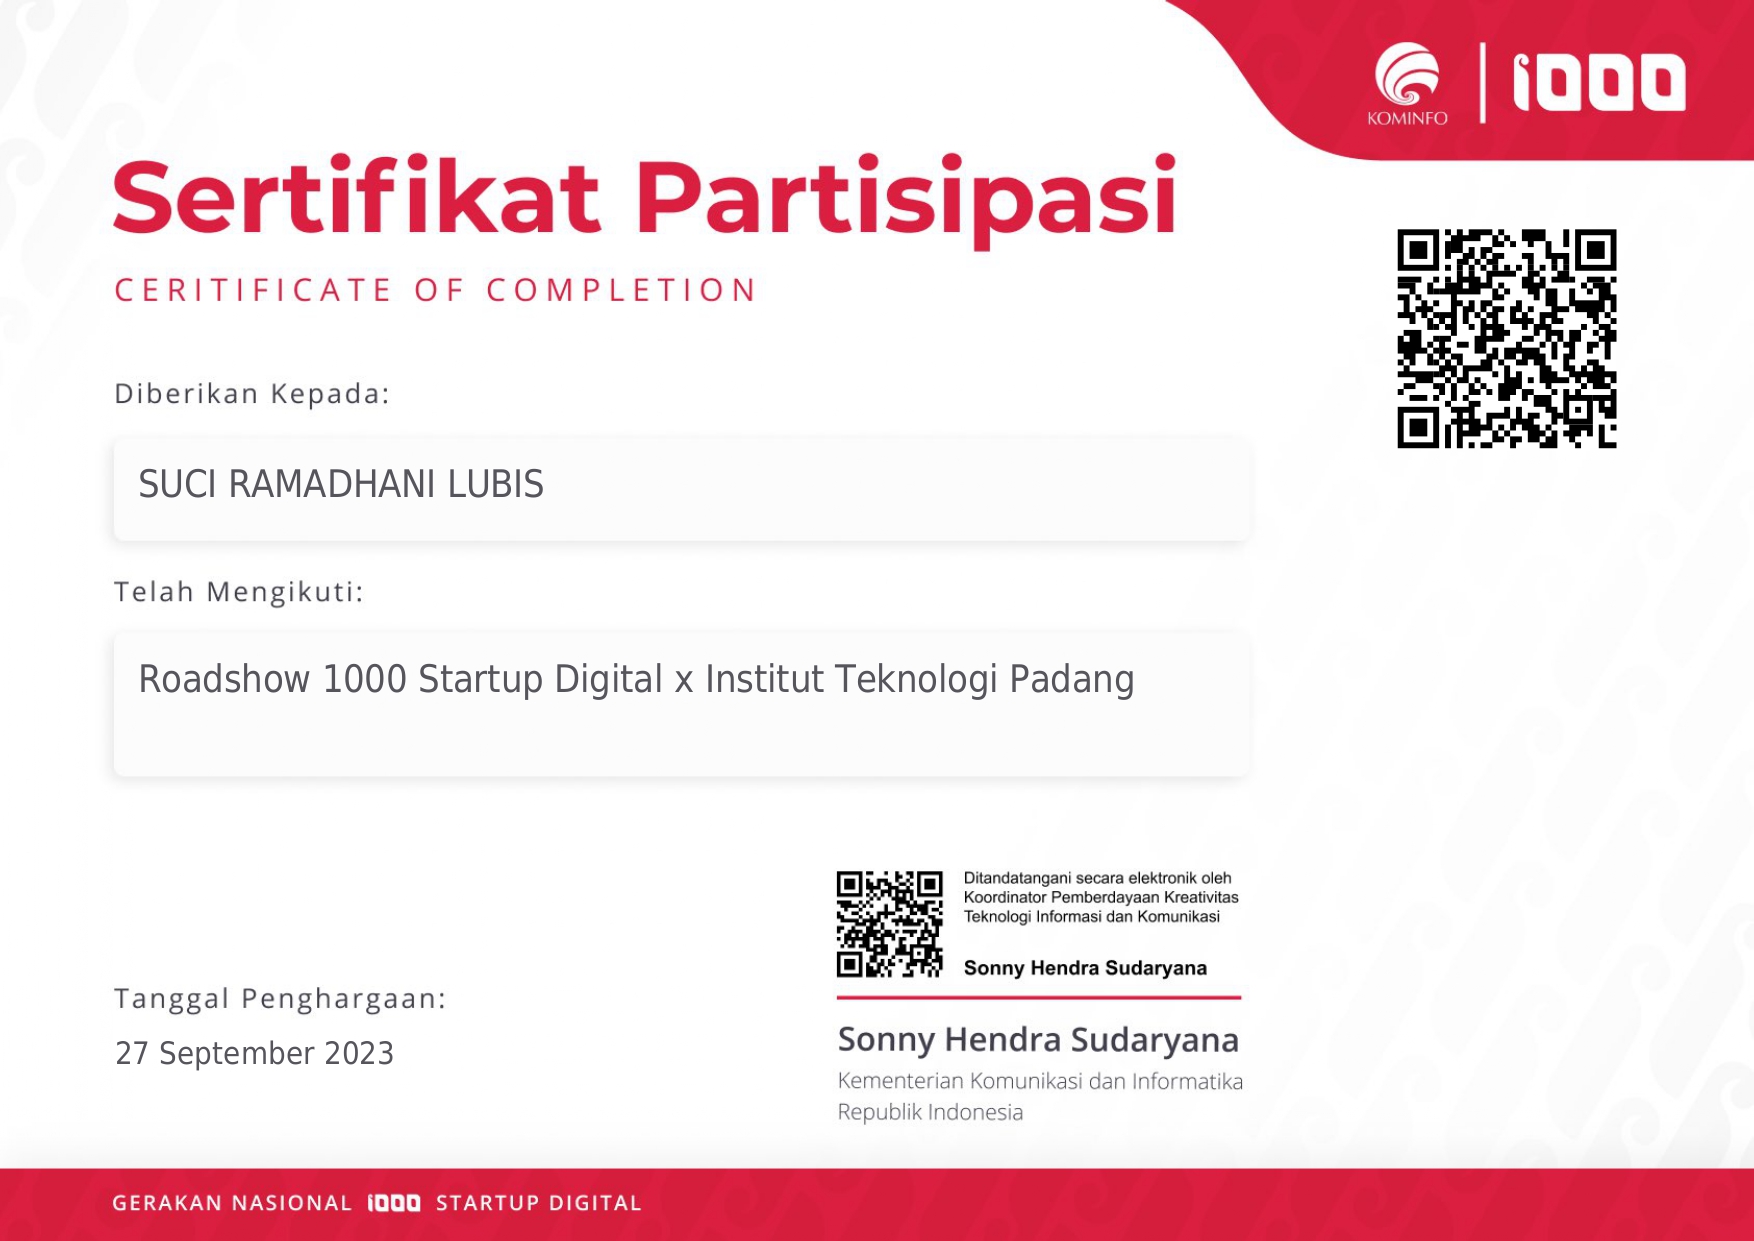 KOMINFO
i000
Sertifikat Partisipasi
CERITIFICATE OF COMPLETION
Diberikan Kepada:
SUCI RAMADHANI LUBIS
Telah Mengikuti:
Roadshow 1000 Startup Digital x Institut Teknologi Padang
Ditandatangani secara elektronik oleh
Koordinator Pemberdayaan Kreativitas
Teknologi Informasi dan Komunikasi
Sonny Hendra Sudaryana
Tanggal Penghargaan:
27 September 2023
Sonny Hendra Sudaryana
Kementerian Komunikasi dan Informatika
Republik Indonesia
GERAKAN NASIONAL i000 STARTUP DIGITAL